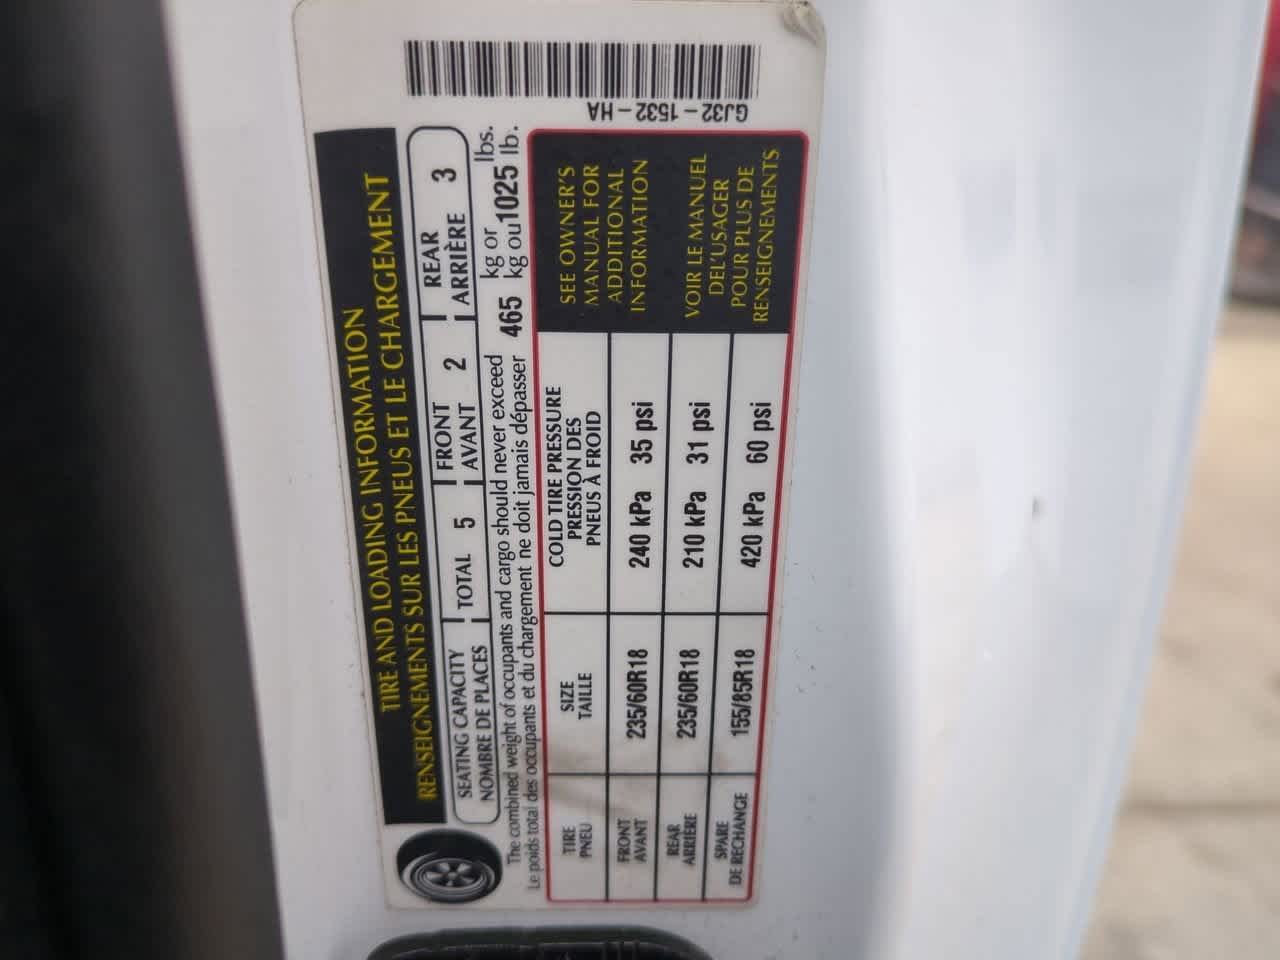 TIRE AND LOADING INFORMATION
RENSEIGNEMENTS SUR LES PNEUS ET LE CHARGEMENT
SEATING CAPACITY
NOMBRE DE PLACES
TOTAL 5
FRONT
AVANT 2
REAR
ARRIÈRE 3
The combined weight of occupants and cargo should never exceed 465 kg or 1025 lbs.
Le poids total des occupants et du chargement ne doit jamais dépasser kg ou lb.
TIRE
PNEU
SIZE
TAILLE
COLD TIRE PRESSURE
PRESSION DES
PNEUS À FROID
FRONT
AVANT
235/60R18
240 kPa 35 psi
REAR
ARRIÈRE
235/60R18
210 kPa 31 psi
SPARE
DE RECHANGE
155/85R18
420 kPa 60 psi
SEE OWNER'S
MANUAL FOR
ADDITIONAL
INFORMATION
VOIR LE MANUEL
DEL'USAGER
POUR PLUS DE
RENSEIGNEMENTS
GJ32-1532-HA